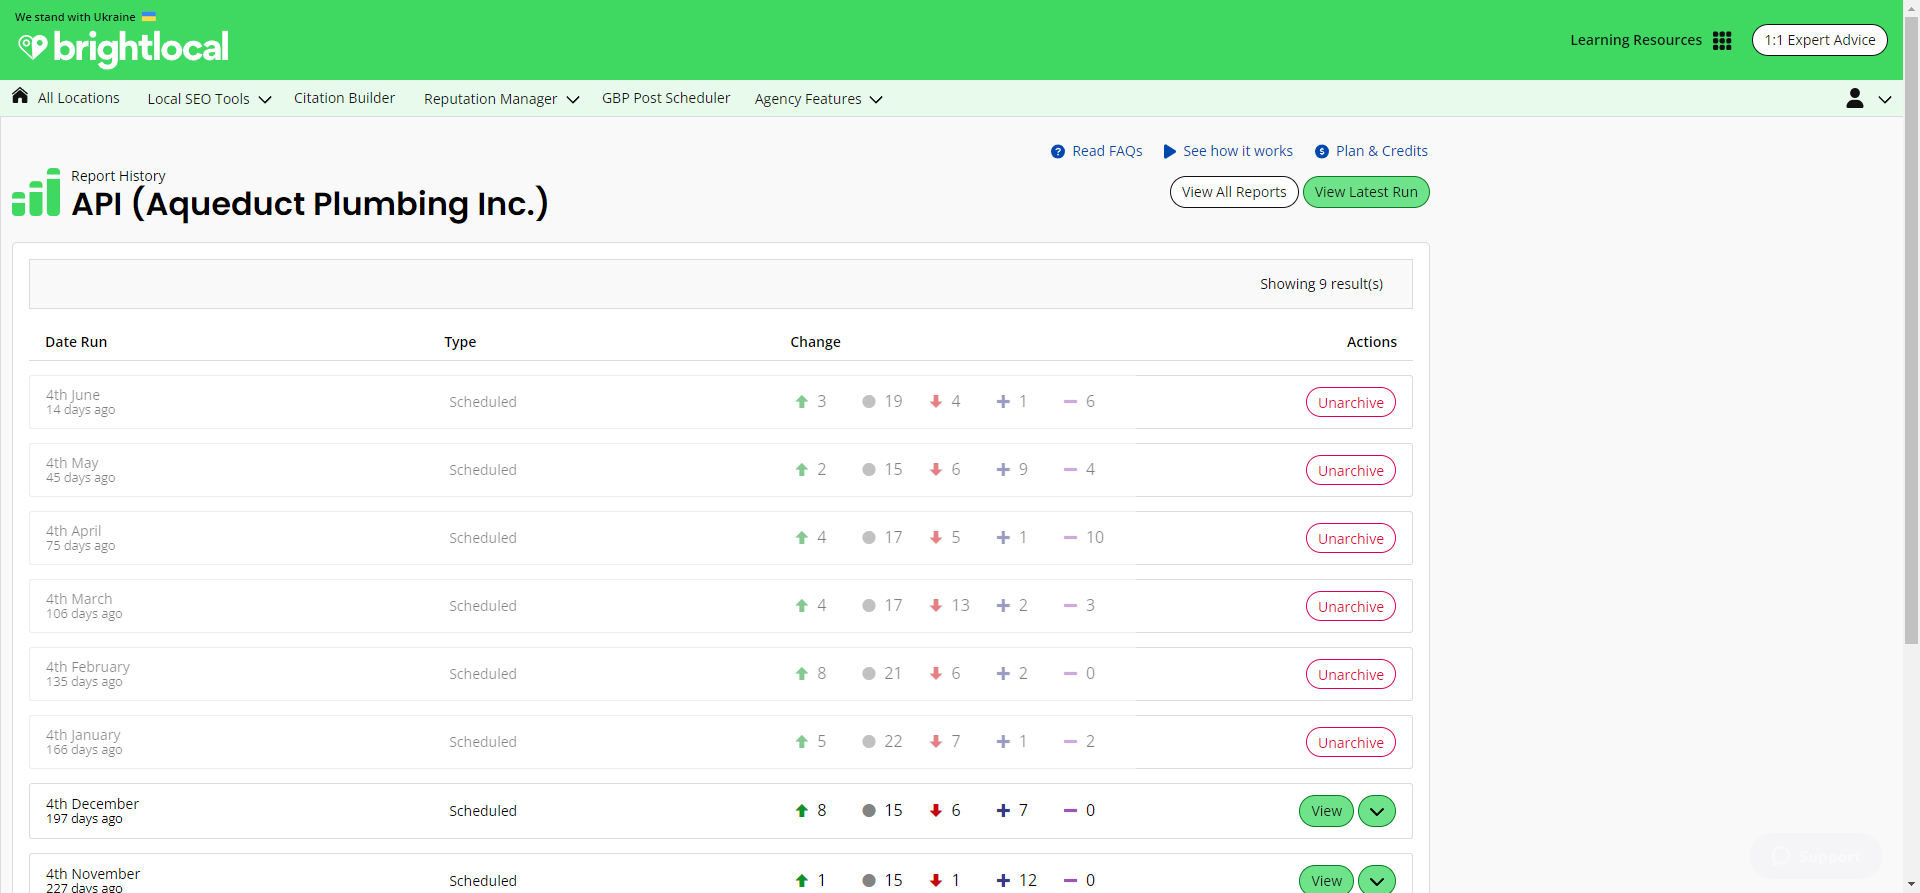 We stand with Ukraine
brightlocal
Learning Resources
1:1 Expert Advice
All Locations
Local SEO Tools
Citation Builder
Reputation Manager
GBP Post Scheduler
Agency Features
Read FAQs
See how it works
Plan & Credits
Report History
API (Aqueduct Plumbing Inc.)
View All Reports
View Latest Run
Showing 9 result(s)
Date Run Type Change Actions
4th June
14 days ago
Scheduled 3 19 4 1 6 Unarchive
4th May
45 days ago
Scheduled 2 15 6 9 4 Unarchive
4th April
75 days ago
Scheduled 4 17 5 1 10 Unarchive
4th March
106 days ago
Scheduled 4 17 13 2 3 Unarchive
4th February
135 days ago
Scheduled 8 21 6 2 0 Unarchive
4th January
166 days ago
Scheduled 5 22 7 1 2 Unarchive
4th December
197 days ago
Scheduled 8 15 6 7 0 View
4th November
227 days ago
Scheduled 1 15 1 12 0 View
Support